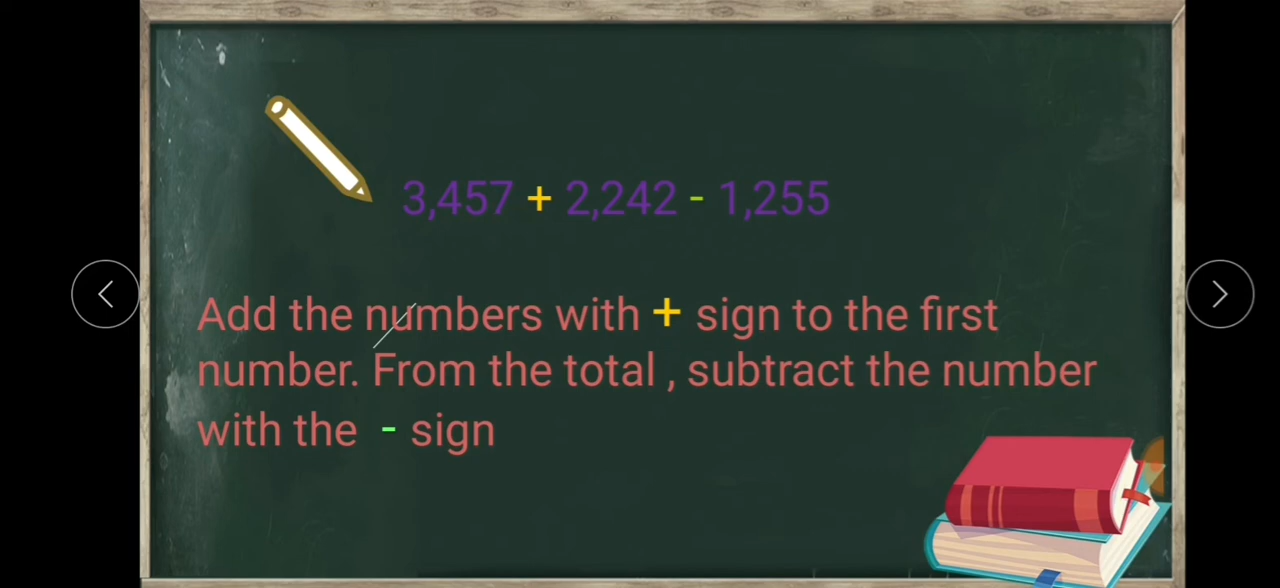 3,457 + 2,242 - 1,255
Add the numbers with + sign to the first
number. From the total , subtract the number
with the - sign